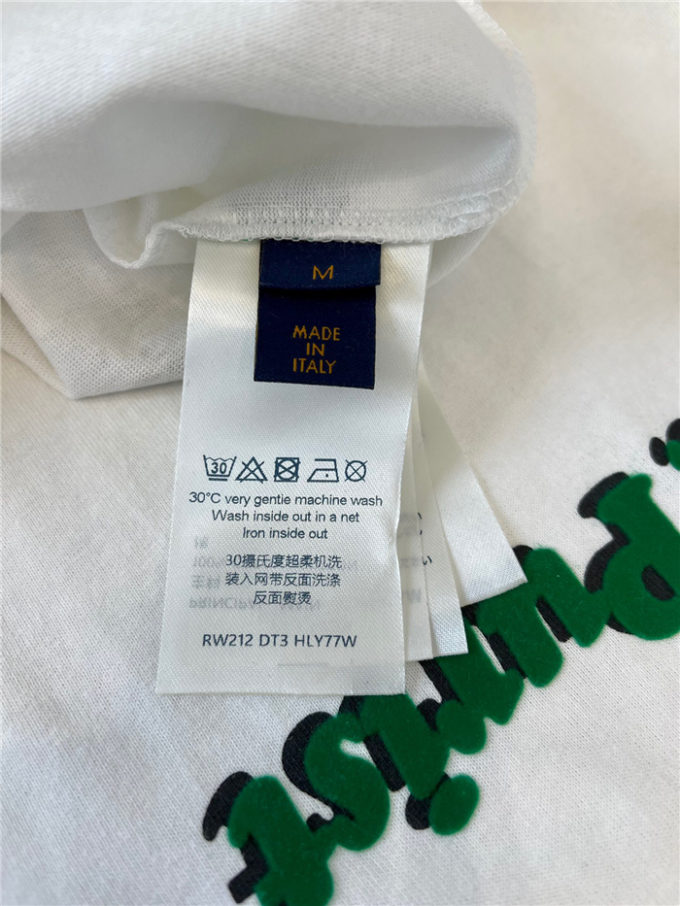 M
MADE
IN
ITALY
30
30°C very gentle machine wash
Wash inside out in a net
Iron inside out
30摄氏度超柔机洗
装入网带反面洗涤
反面熨烫
RW212 DT3 HLY77W